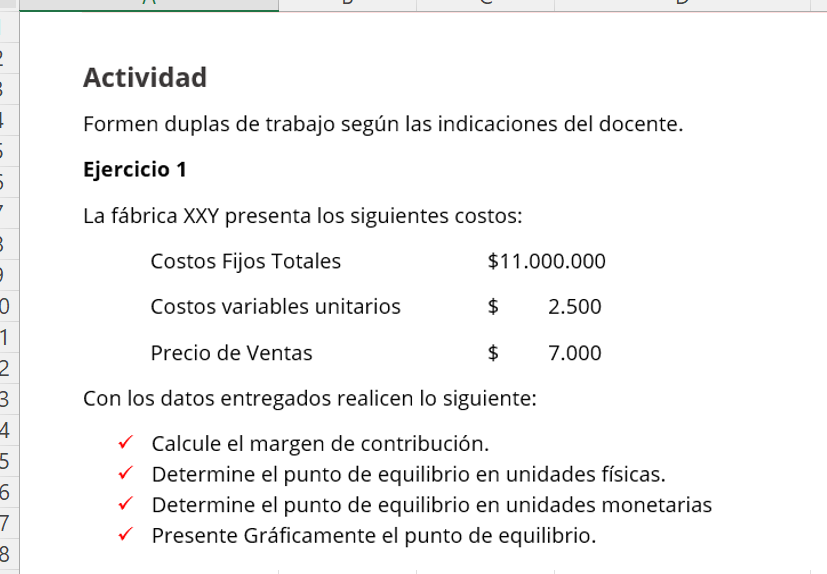 Actividad
Formen duplas de trabajo según las indicaciones del docente.
Ejercicio 1
La fábrica XXY presenta los siguientes costos:
Costos Fijos Totales $11.000.000
Costos variables unitarios $ 2.500
Precio de Ventas $ 7.000
Con los datos entregados realicen lo siguiente:
✓ Calcule el margen de contribución.
✓ Determine el punto de equilibrio en unidades físicas.
✓ Determine el punto de equilibrio en unidades monetarias
✓ Presente Gráficamente el punto de equilibrio.